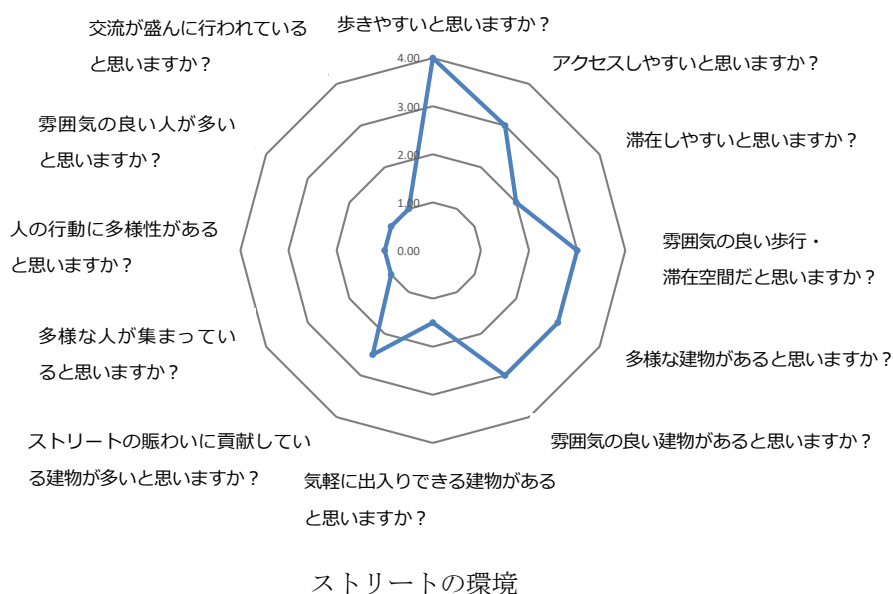 交流が盛んに行われている
と思いますか？
歩きやすいと思いますか？
アクセスしやすいと思いますか？
滞在しやすいと思いますか？
雰囲気の良い歩行・
滞在空間だと思いますか？
多様な建物があると思いますか？
雰囲気の良い建物があると思いますか？
気軽に出入りできる建物がある
と思いますか？
ストリートの賑わいに貢献してい
る建物が多いと思いますか？
多様な人が集まってい
ると思いますか？
人の行動に多様性がある
と思いますか？
雰囲気の良い人が多い
と思いますか？
4.00
3.00
2.00
1.00
0.00
ストリートの環境